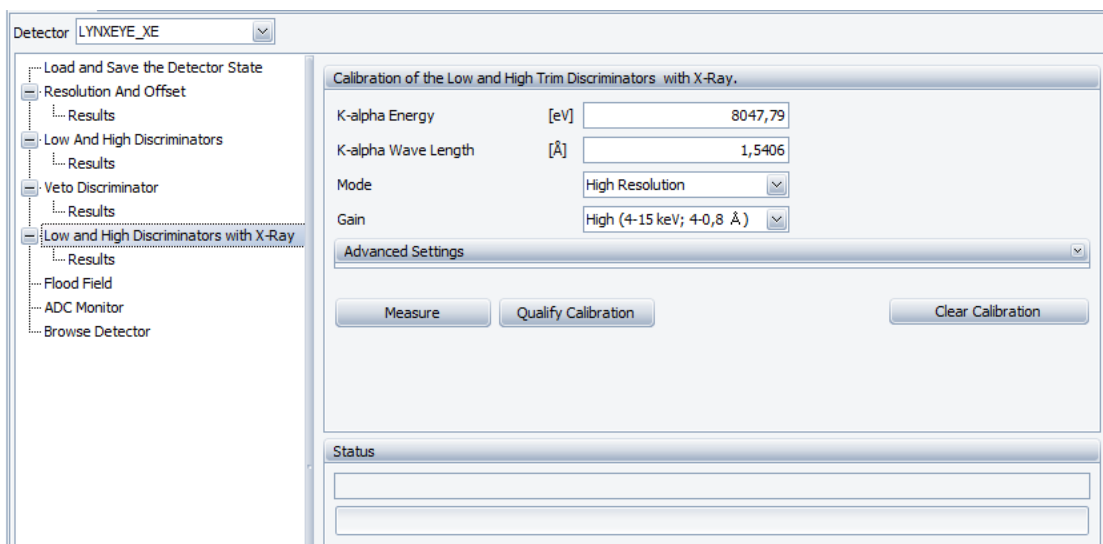 Detector LYNXEYE_XE
Load and Save the Detector State
Resolution And Offset
Results
Low And High Discriminators
Results
Veto Discriminator
Results
Low and High Discriminators with X-Ray
Results
Flood Field
ADC Monitor
Browse Detector
Calibration of the Low and High Trim Discriminators with X-Ray.
K-alpha Energy [eV] 8047,79
K-alpha Wave Length [Å] 1,5406
Mode High Resolution
Gain High (4-15 keV; 4-0,8 Å)
Advanced Settings
Measure Qualify Calibration Clear Calibration
Status